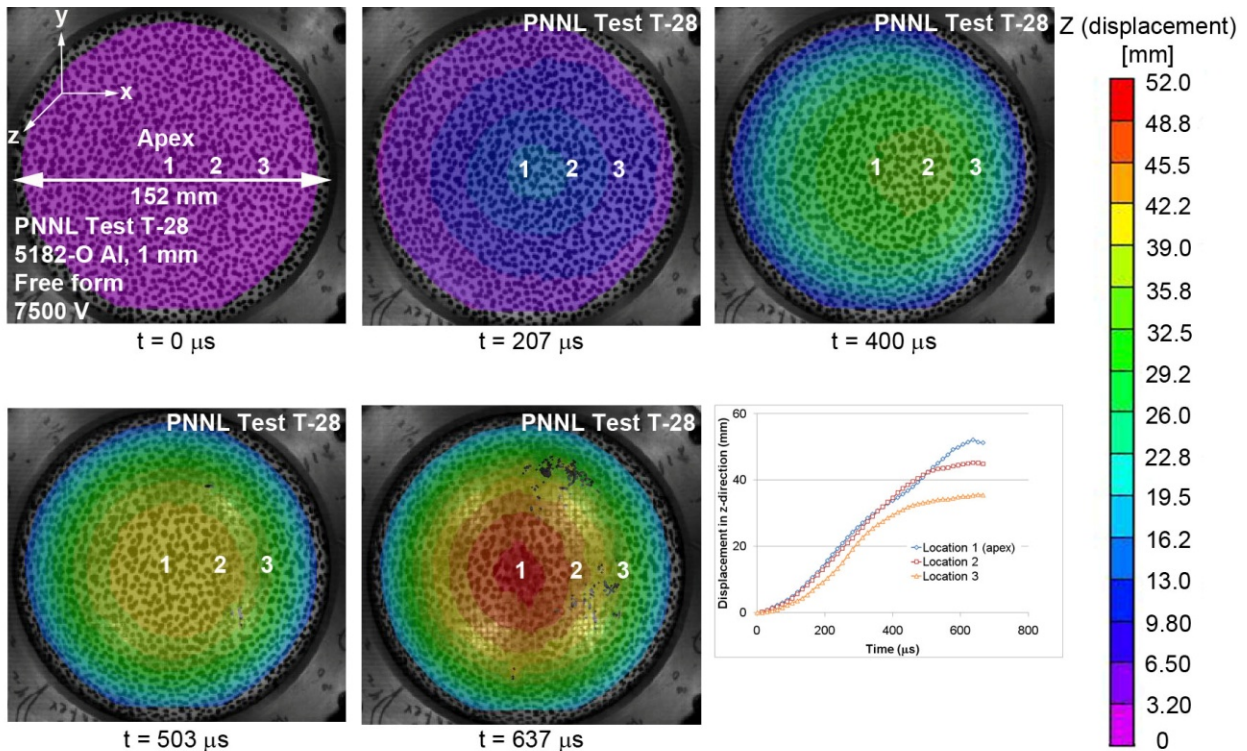 y
x
z
Apex
1 2 3
152 mm
PNNL Test T-28
5182-O Al, 1 mm
Free form
7500 V
t = 0 μs
PNNL Test T-28
1 2 3
t = 207 μs
PNNL Test T-28
1 2 3
t = 400 μs
Z (displacement)
[mm]
52.0
48.8
45.5
42.2
39.0
35.8
32.5
29.2
26.0
22.8
19.5
16.2
13.0
9.80
6.50
3.20
0
PNNL Test T-28
1 2 3
t = 503 μs
PNNL Test T-28
1 2 3
t = 637 μs
Displacement in z-direction (mm)
60
40
20
0
0 200 400 600 800
Time (μs)
Location 1 (apex)
Location 2
Location 3